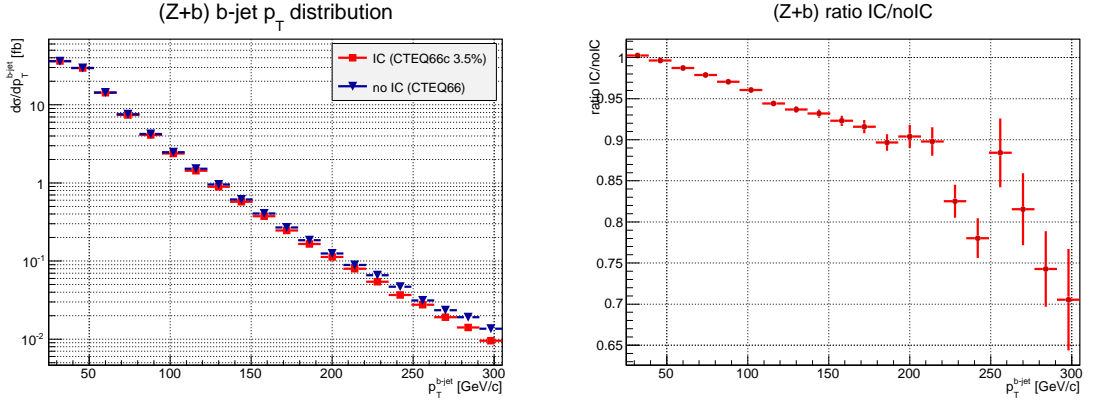 (Z+b) b-jet p_T distribution
dσ/dp_T^{b-jet} [fb]
IC (CTEQ66c 3.5%)
no IC (CTEQ66)
10
1
10^{-1}
10^{-2}
50 100 150 200 250 300
p_T^{b-jet} [GeV/c]
(Z+b) ratio IC/noIC
ratio IC/noIC
1
0.95
0.9
0.85
0.8
0.75
0.7
0.65
50 100 150 200 250 300
p_T^{b-jet} [GeV/c]